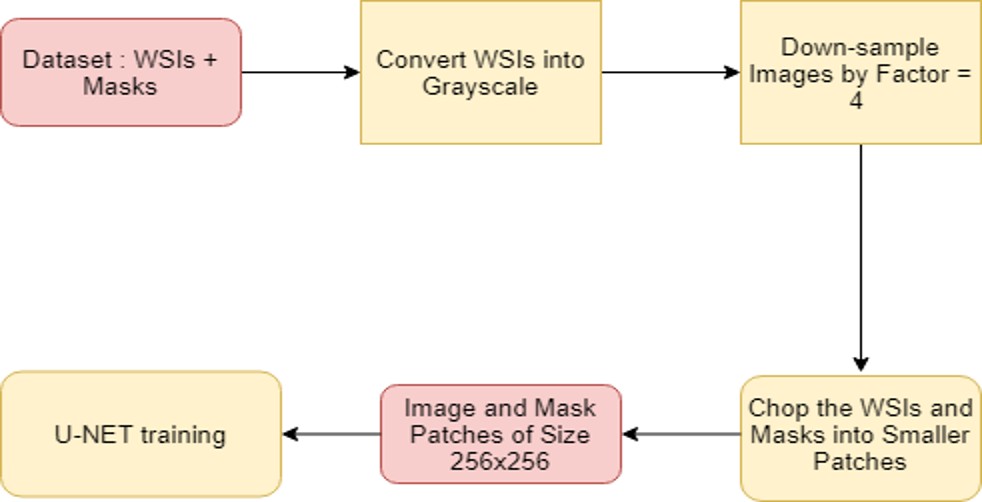 Dataset : WSIs +
Masks
Convert WSIs into
Grayscale
Down-sample
Images by Factor =
4
Chop the WSIs and
Masks into Smaller
Patches
Image and Mask
Patches of Size
256x256
U-NET training